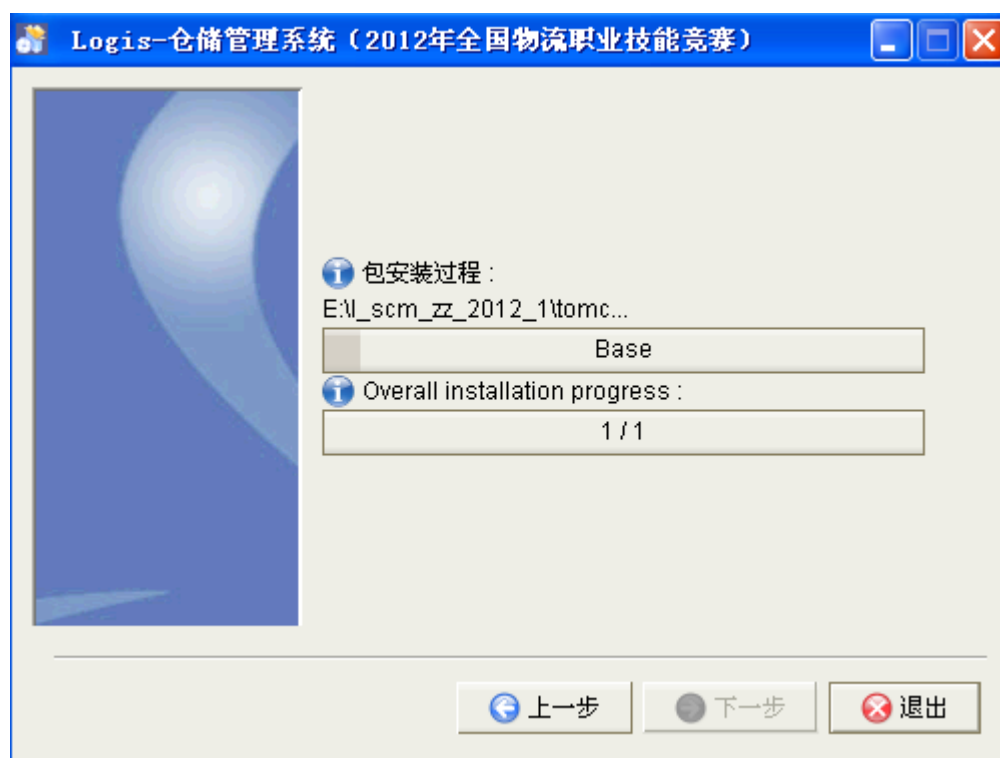 Logis-仓储管理系统（2012年全国物流职业技能竞赛）
包安装过程 :
E:\l_scm_zz_2012_1\tomc...
Base
Overall installation progress :
1 / 1
上一步
下一步
退出